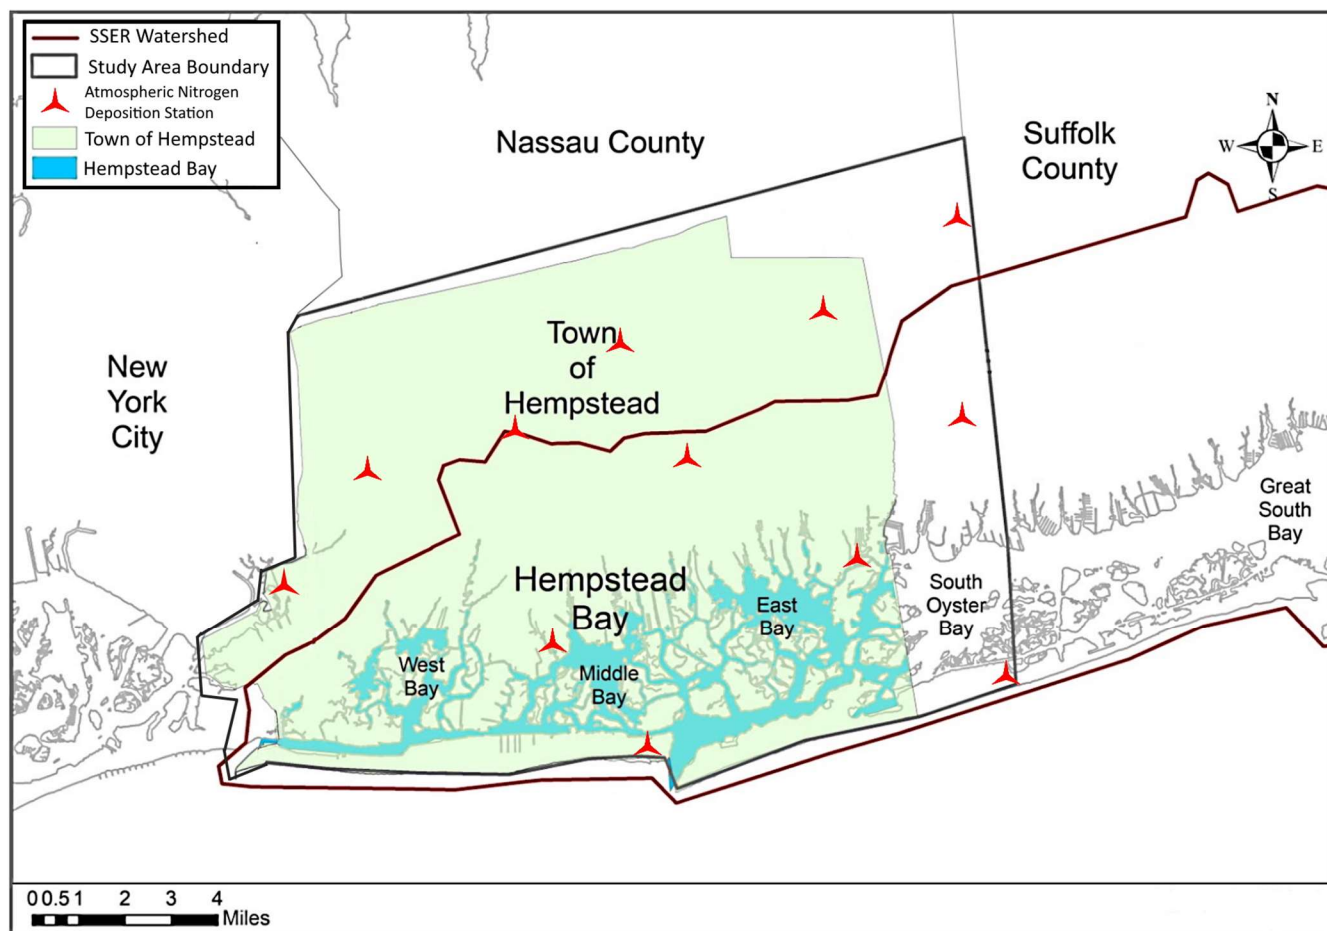 SSER Watershed
Study Area Boundary
Atmospheric Nitrogen
Deposition Station
Town of Hempstead
Hempstead Bay
Nassau County
Suffolk
County
N
W
E
S
New
York
City
Town
of
Hempstead
Hempstead
Bay
West
Bay
Middle
Bay
East
Bay
South
Oyster
Bay
Great
South
Bay
0 0.5 1 2 3 4
Miles